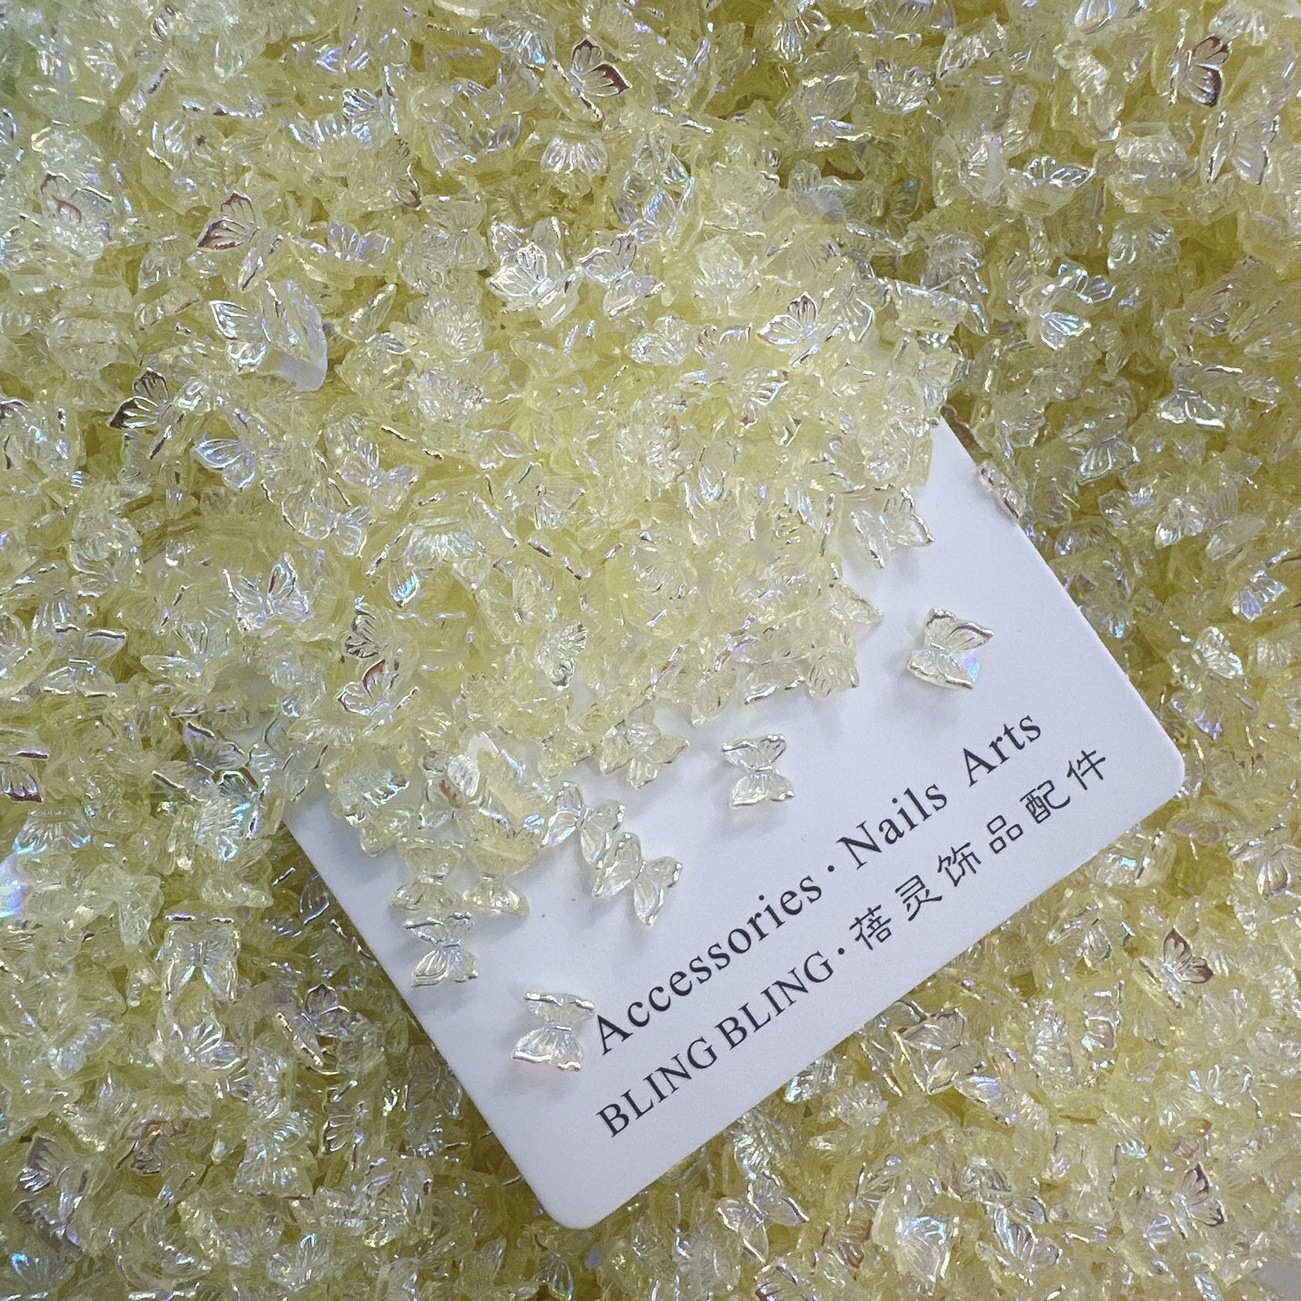 Accessories·Nails Arts
BLING BLING·蓓灵饰品配件